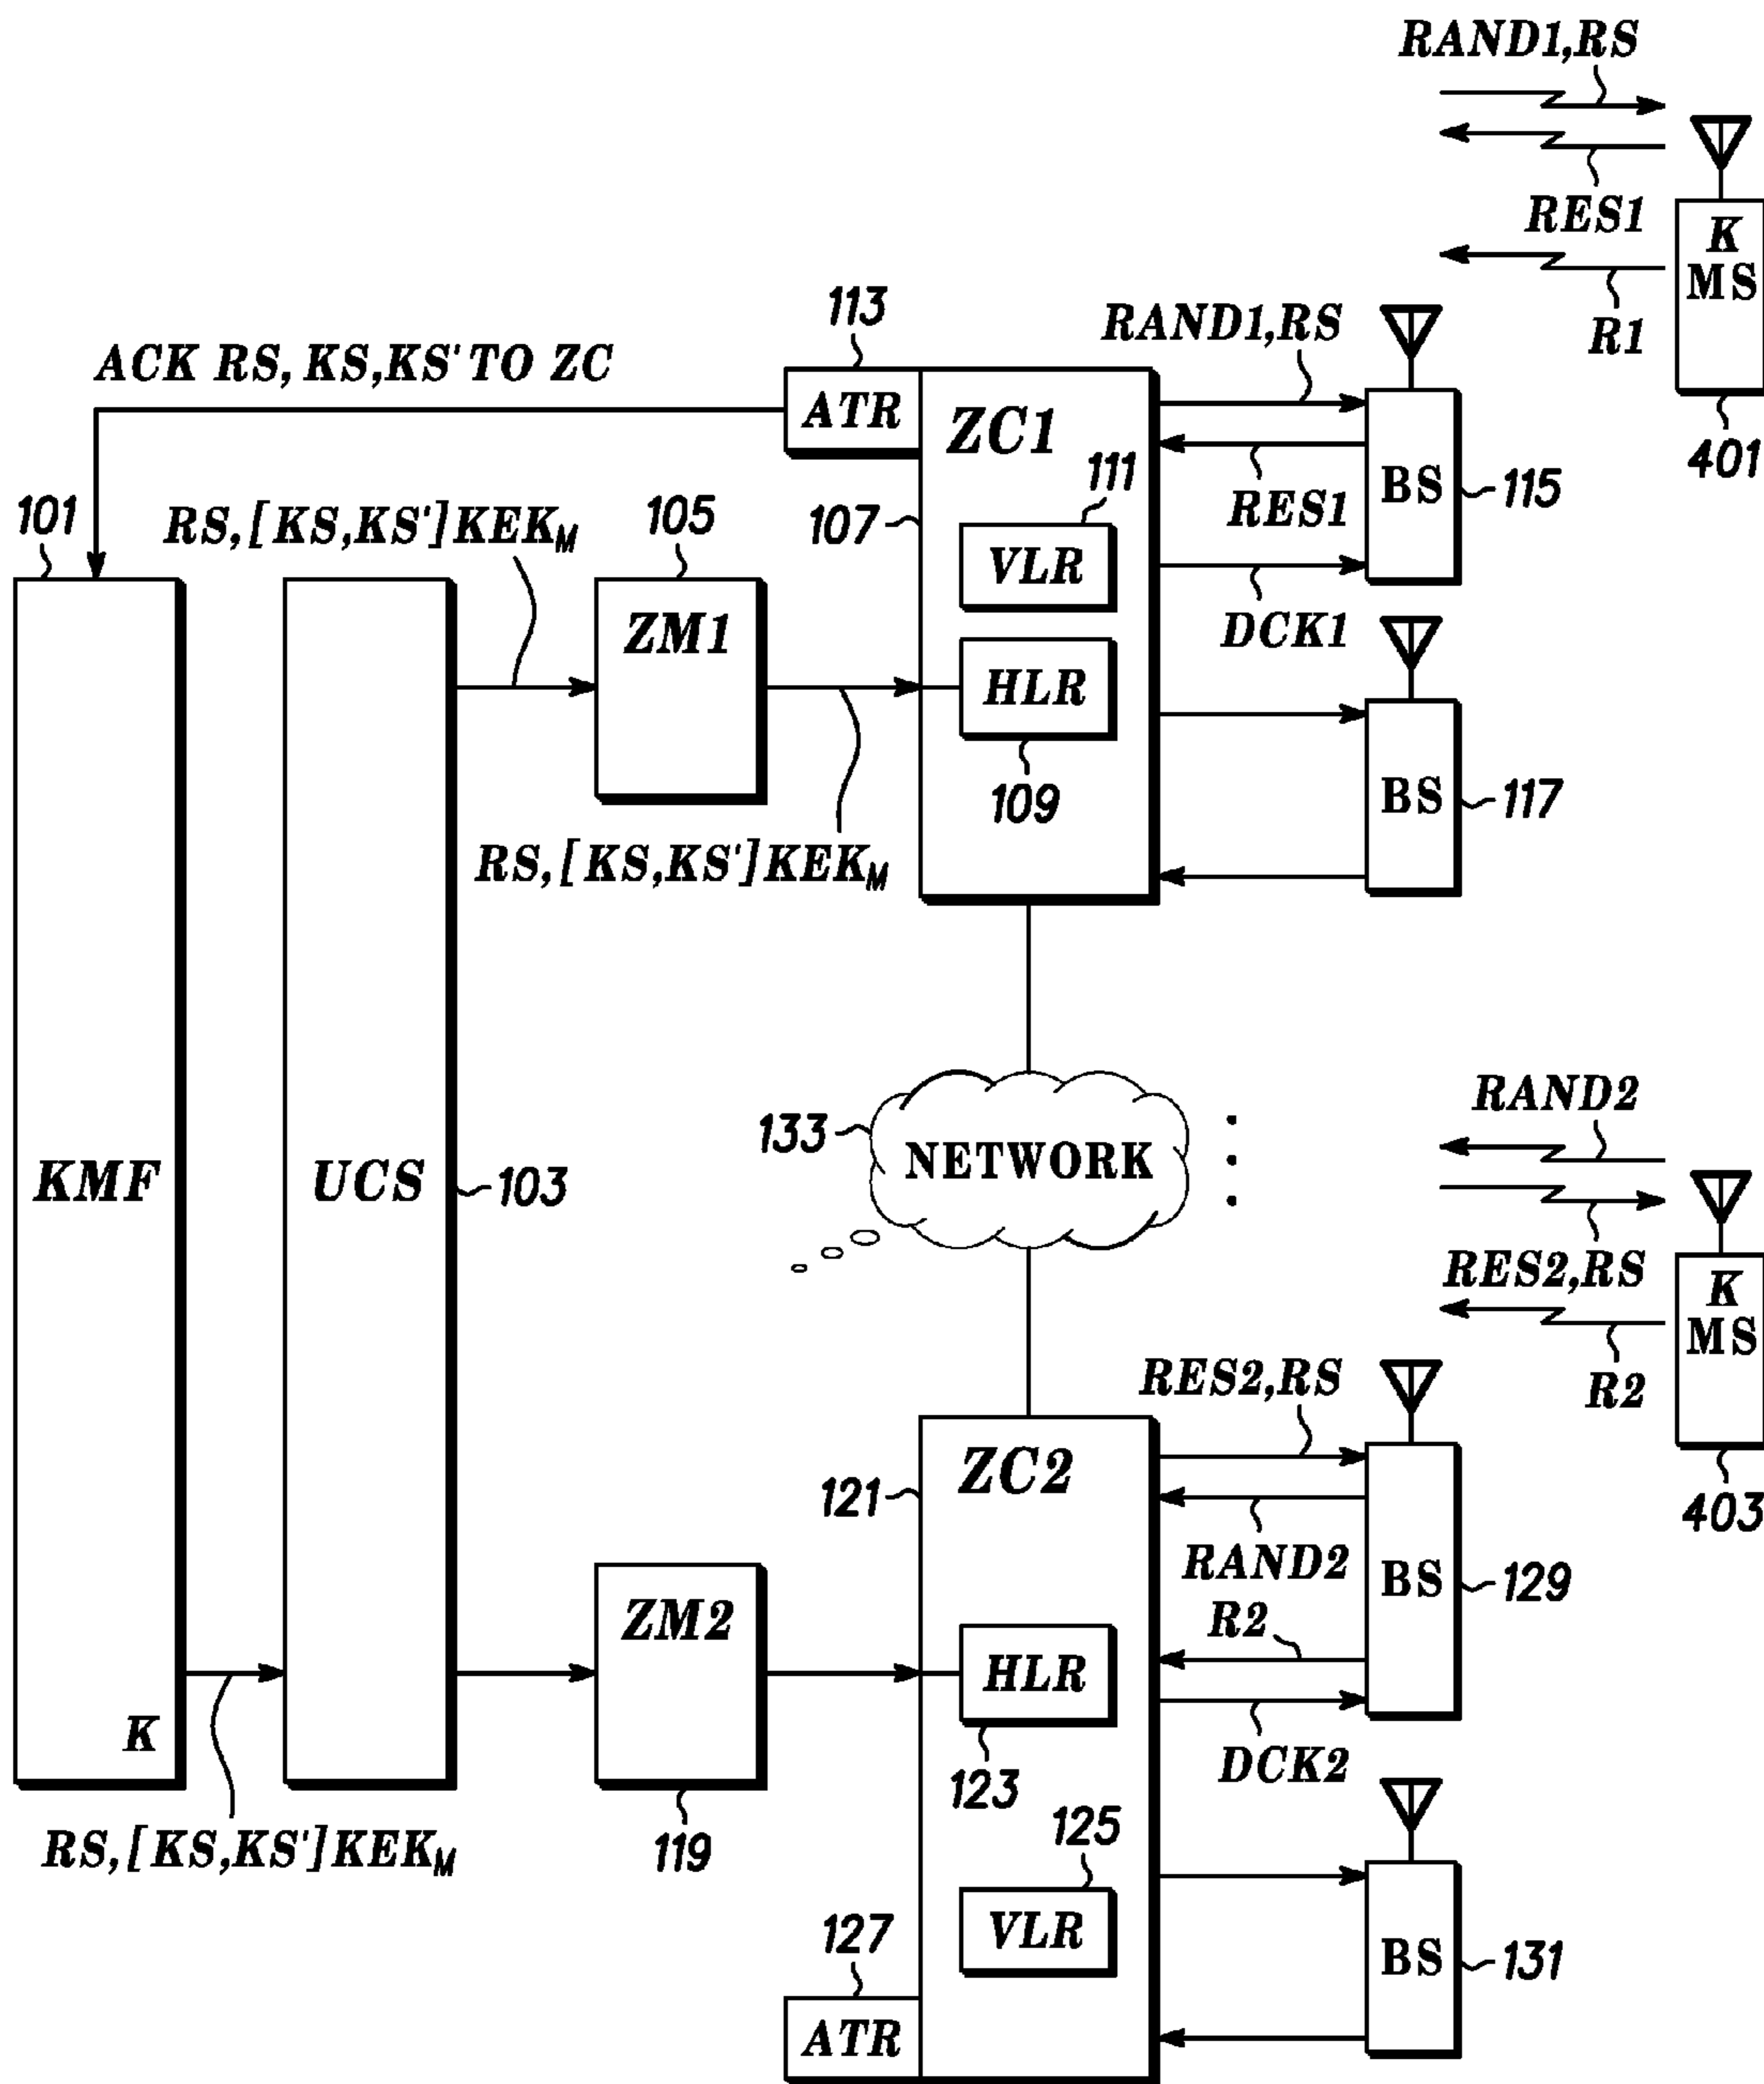 RAND1,RS
RES1
R1
K
MS
401
113
ACK RS, KS,KS' TO ZC
ATR
ZC1
RAND1,RS
RES1
DCK1
BS
115
101
RS,[KS,KS']KEKM
105
107
111
VLR
ZM1
HLR
109
RS,[KS,KS']KEKM
BS
117
KMF
UCS
103
133
NETWORK
RAND2
RES2,RS
R2
K
MS
403
RES2,RS
ZC2
121
RAND2
R2
DCK2
BS
129
ZM2
119
HLR
123
K
RS,[KS,KS']KEKM
125
VLR
127
ATR
BS
131